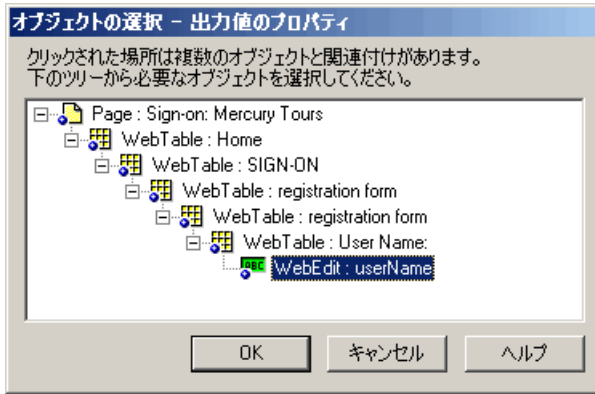 オブジェクトの選択 - 出力値のプロパティ
クリックされた場所は複数のオブジェクトと関連付けがあります。
下のツリーから必要なオブジェクトを選択してください。
Page : Sign-on: Mercury Tours
WebTable : Home
WebTable : SIGN-ON
WebTable : registration form
WebTable : registration form
WebTable : User Name:
ABC WebEdit : userName
OK キャンセル ヘルプ